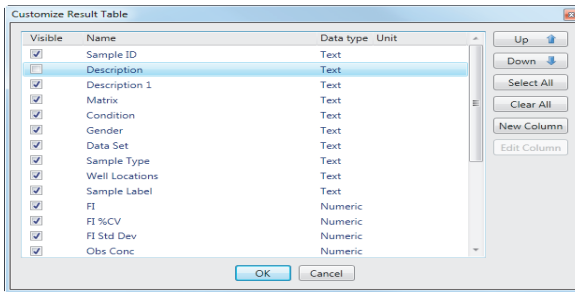 Customize Result Table
Visible Name Data type Unit
Sample ID Text
Description Text
Description 1 Text
Matrix Text
Condition Text
Gender Text
Data Set Text
Sample Type Text
Well Locations Text
Sample Label Text
FI Numeric
FI %CV Numeric
FI Std Dev Numeric
Obs Conc Numeric
Up
Down
Select All
Clear All
New Column
Edit Column
OK Cancel